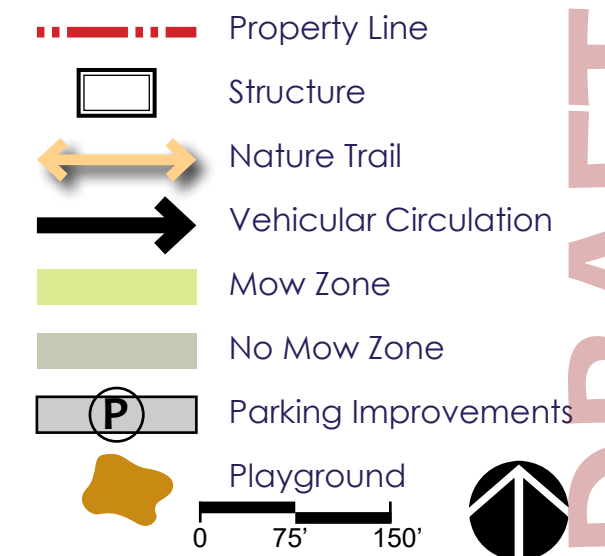 Property Line
Structure
Nature Trail
Vehicular Circulation
Mow Zone
No Mow Zone
P Parking Improvements
Playground
0 75’ 150’
DRAFT